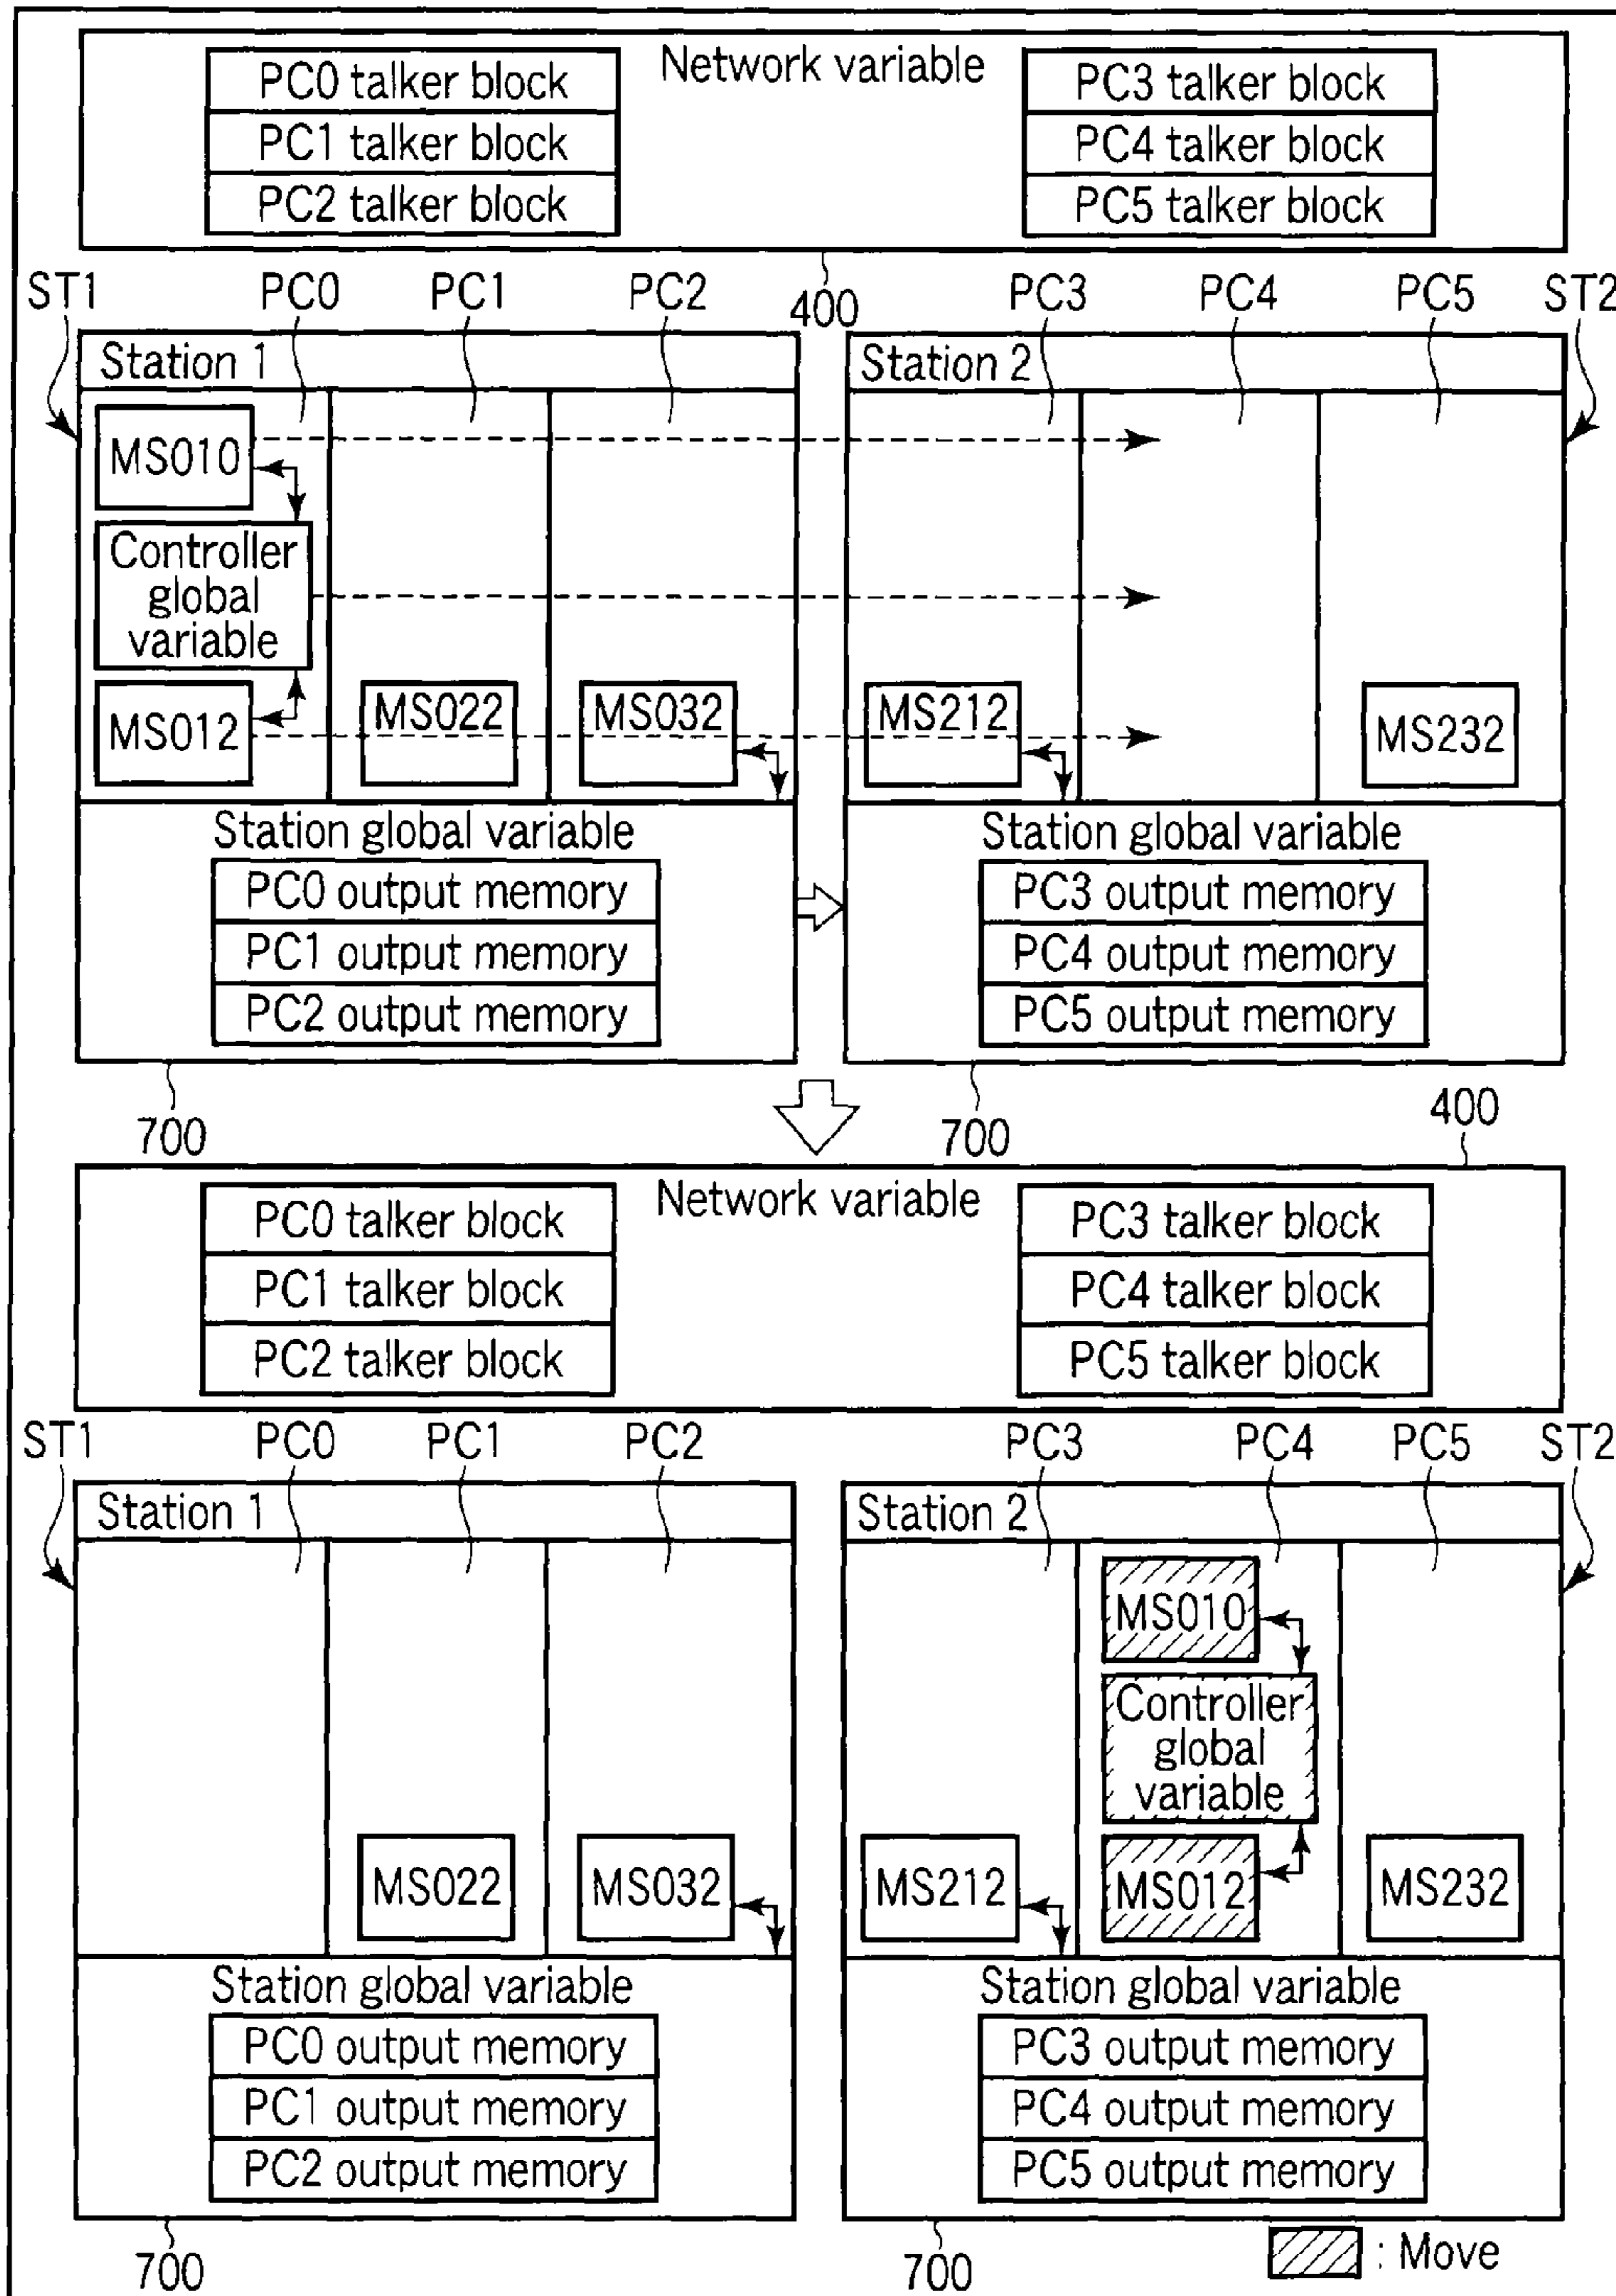 Network variable
PC0 talker block
PC1 talker block
PC2 talker block
PC3 talker block
PC4 talker block
PC5 talker block
400
ST1
PC0
PC1
PC2
PC3
PC4
PC5
ST2
Station 1
MS010
Controller
global
variable
MS012
MS022
MS032
Station 2
MS212
MS232
Station global variable
PC0 output memory
PC1 output memory
PC2 output memory
Station global variable
PC3 output memory
PC4 output memory
PC5 output memory
700
700
400
Network variable
PC0 talker block
PC1 talker block
PC2 talker block
PC3 talker block
PC4 talker block
PC5 talker block
ST1
PC0
PC1
PC2
PC3
PC4
PC5
ST2
Station 1
MS022
MS032
Station 2
MS010
Controller
global
variable
MS212
MS012
MS232
Station global variable
PC0 output memory
PC1 output memory
PC2 output memory
Station global variable
PC3 output memory
PC4 output memory
PC5 output memory
700
700
: Move